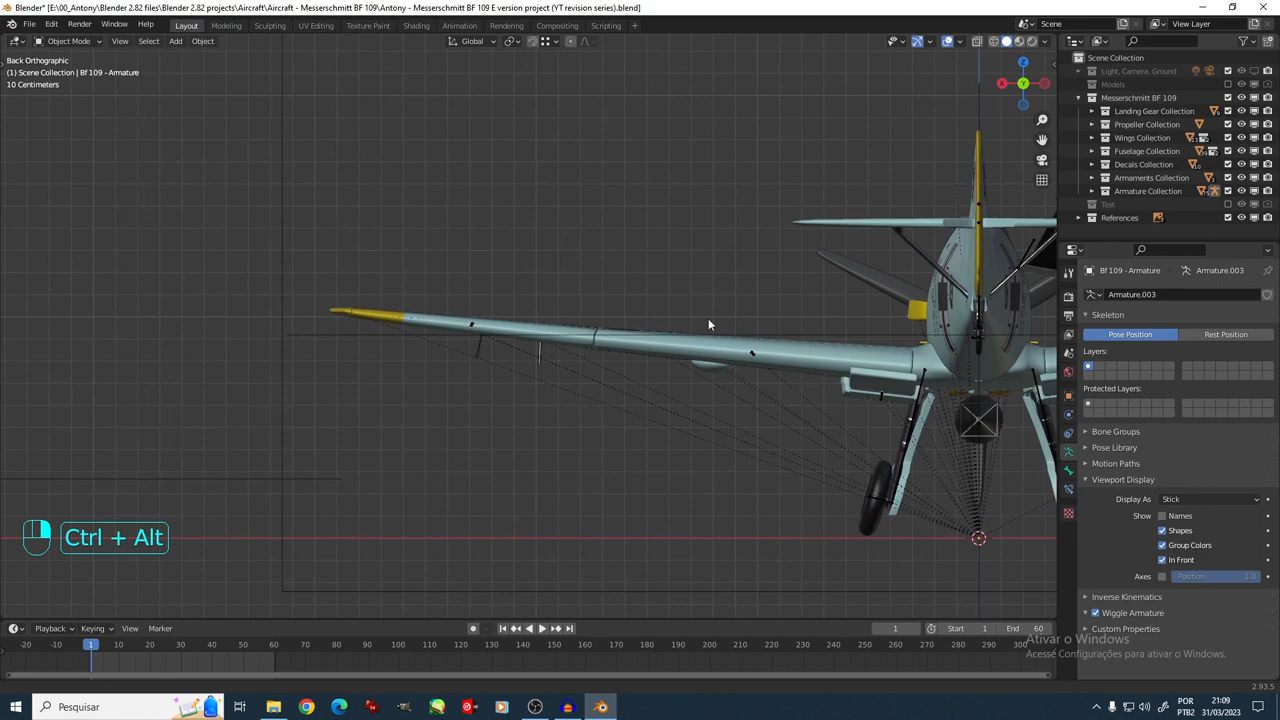 Blender* [E:\00_Antony\Blender 2.82 files\Blender 2.82 projects\Aircraft\Aircraft - Messerschmitt BF 109\Antony - Messerschmitt BF 109 E version project (YT revision series).blend]
File Edit Render Window Help Layout Modeling Sculpting UV Editing Texture Paint Shading Animation Rendering Compositing Scripting + Scene View Layer
Object Mode View Select Add Object Global
Back Orthographic
(1) Scene Collection | Bf 109 - Armature
10 Centimeters
Z
Y
X
Scene Collection
Light, Camera, Ground
Models
Messerschmitt BF 109
Landing Gear Collection
Propeller Collection
Wings Collection
Fuselage Collection
Decals Collection
Armaments Collection
Armature Collection
Test
References
Bf 109 - Armature > Armature.003
Armature.003
Skeleton
Pose Position Rest Position
Layers:
Protected Layers:
Bone Groups
Pose Library
Motion Paths
Viewport Display
Display As Stick
Show Names
Shapes
Group Colors
In Front
Axes Position 1.0
Inverse Kinematics
Wiggle Armature
Custom Properties
Ctrl + Alt
Playback Keying View Marker 1 Start 1 End 60
-20 -10 1 10 20 30 40 50 60 70 80 90 100 110 120 130 140 150 160 170 180 190 200 210 220 230 240 250 260 270 280 290 300
Ativar o Windows
Acesse Configurações para ativar o Windows.
2.93.5
Pesquisar
POR
PTB2
21:09
31/03/2023